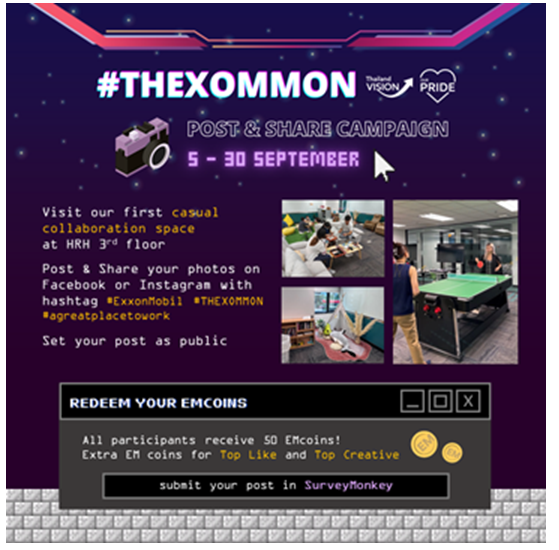 #THEXOMMON
Thailand
VISION
PRIDE
POST & SHARE CAMPAIGN
5 - 30 SEPTEMBER
Visit our first casual
collaboration space
at HRH 3rd floor
Post & Share your photos on
Facebook or Instagram with
hashtag #ExxonMobil #THEXOMMON
#agreatplacetowork
Set your post as public
REDEEM YOUR EMCOINS
X
All participants receive 50 EMcoins!
Extra EM coins for Top Like and Top Creative
EM
EM
submit your post in SurveyMonkey